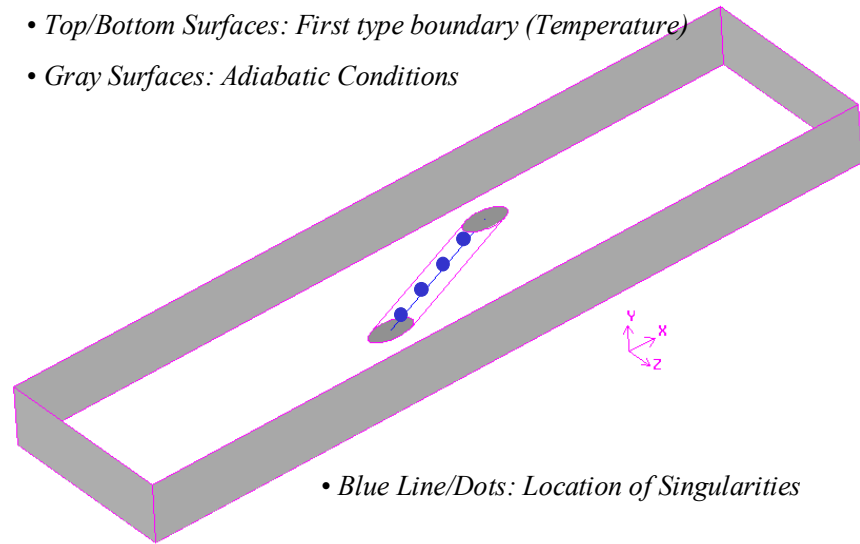 • Top/Bottom Surfaces: First type boundary (Temperature)
• Gray Surfaces: Adiabatic Conditions
Y
X
Z
• Blue Line/Dots: Location of Singularities